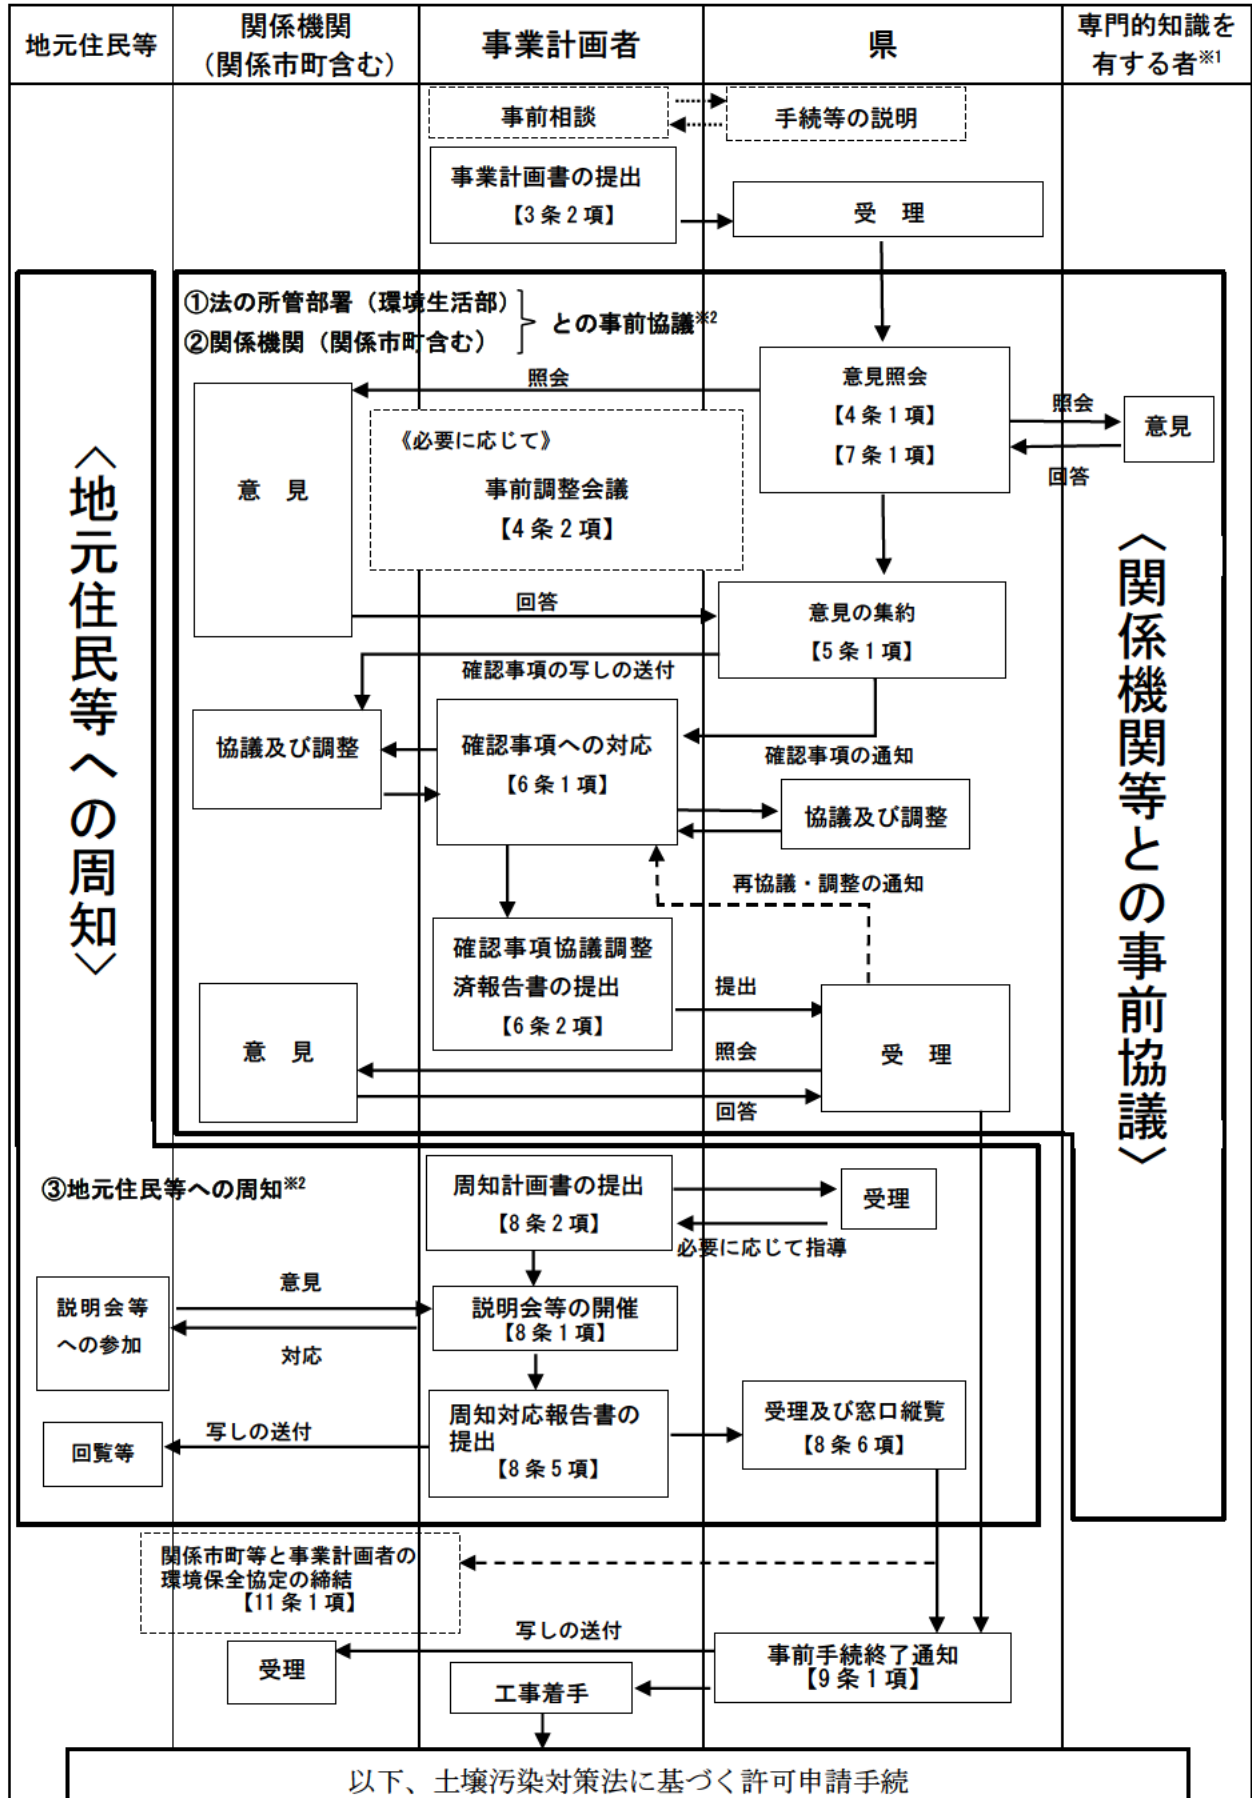 地元住民等
関係機関
（関係市町含む）
事業計画者
県
専門的知識を
有する者※1
事前相談
手続等の説明
事業計画書の提出
【3条2項】
受　理
①法の所管部署（環境生活部）
②関係機関（関係市町含む）
との事前協議※2
照会
意見照会
【4条1項】
【7条1項】
照会
意見
回答
《必要に応じて》
事前調整会議
【4条2項】
意　見
回答
意見の集約
【5条1項】
確認事項の写しの送付
協議及び調整
確認事項への対応
【6条1項】
確認事項の通知
協議及び調整
再協議・調整の通知
確認事項協議調整
済報告書の提出
【6条2項】
提出
意　見
照会
受　理
回答
〈地元住民等への周知〉
〈関係機関等との事前協議〉
③地元住民等への周知※2
周知計画書の提出
【8条2項】
受理
必要に応じて指導
説明会等
への参加
意見
対応
説明会等の開催
【8条1項】
周知対応報告書の
提出
【8条5項】
受理及び窓口縦覧
【8条6項】
写しの送付
回覧等
関係市町等と事業計画者の
環境保全協定の締結
【11条1項】
写しの送付
受理
事前手続終了通知
【9条1項】
工事着手
以下、土壌汚染対策法に基づく許可申請手続